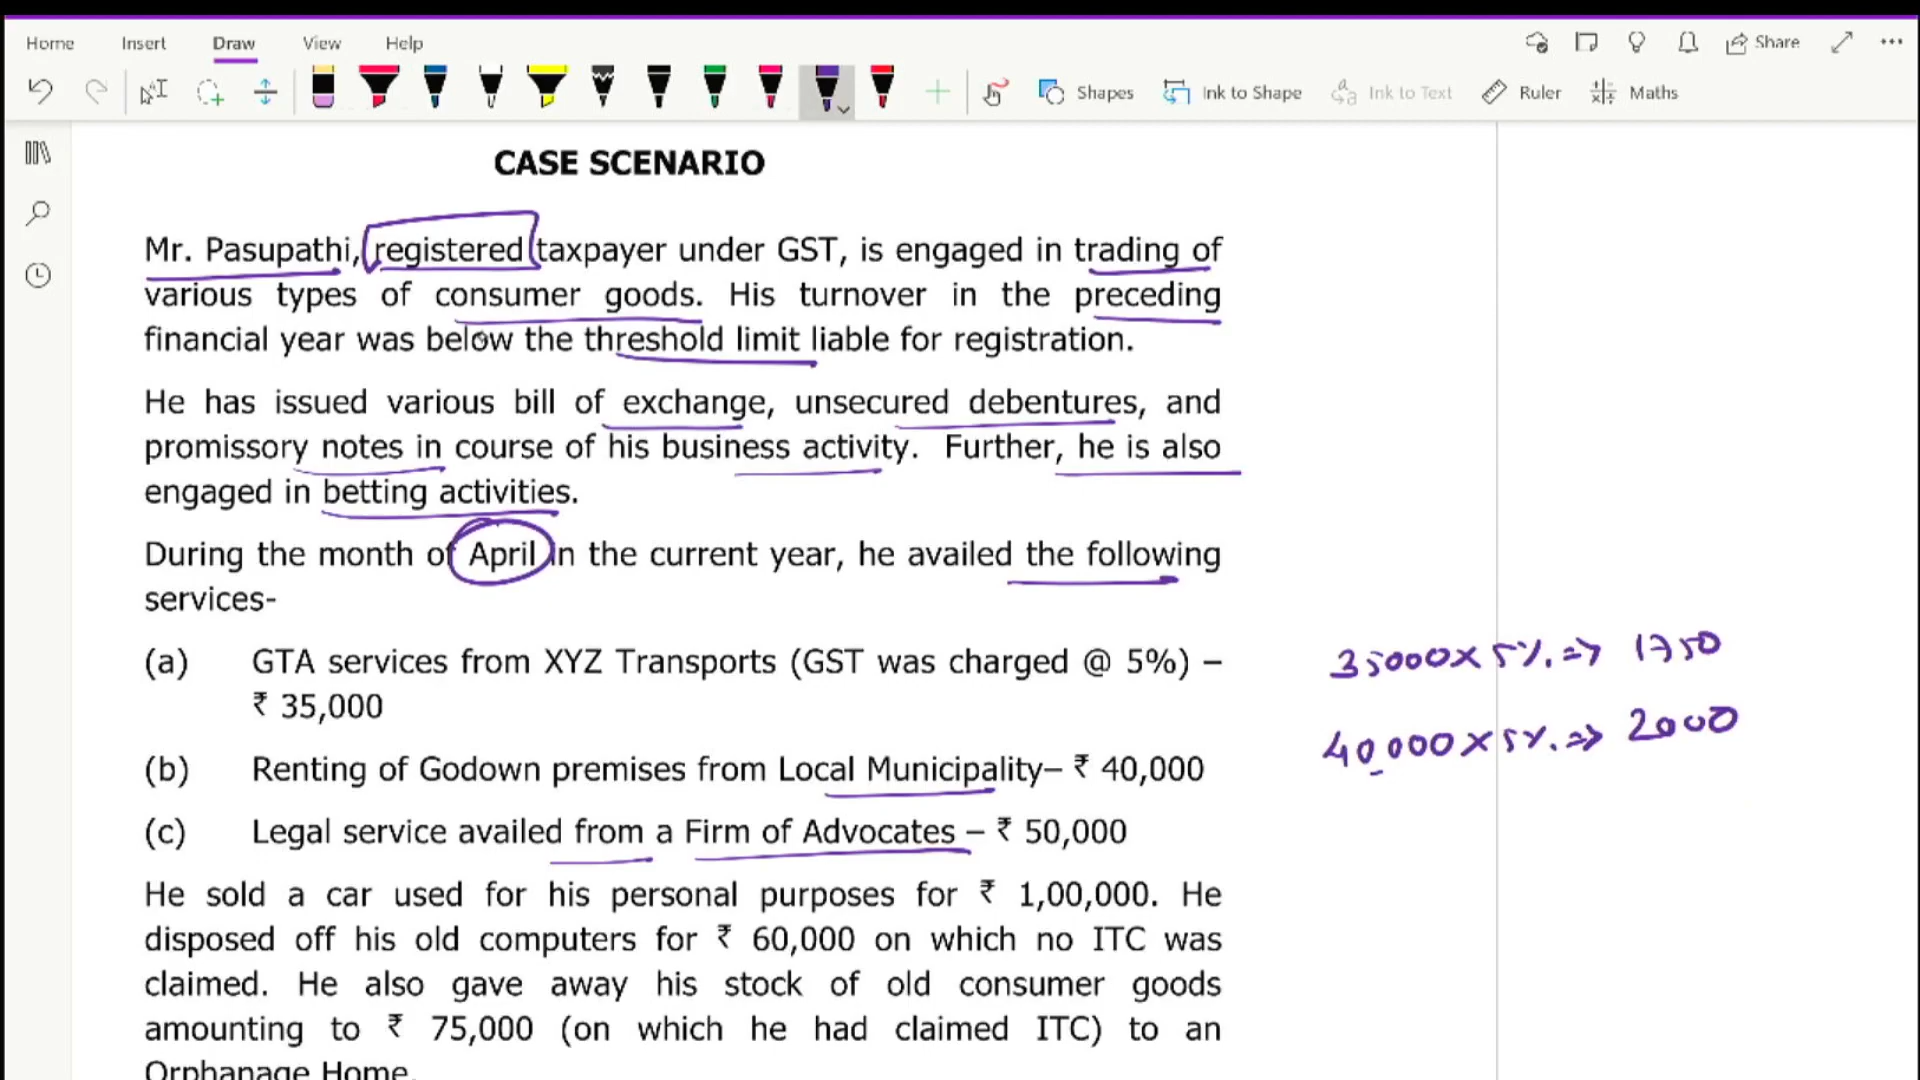 Home Insert Draw View Help Share
Shapes Ink to Shape Ink to Text Ruler Maths
CASE SCENARIO
Mr. Pasupathi, registered taxpayer under GST, is engaged in trading of
various types of consumer goods. His turnover in the preceding
financial year was below the threshold limit liable for registration.
He has issued various bill of exchange, unsecured debentures, and
promissory notes in course of his business activity. Further, he is also
engaged in betting activities.
During the month of April in the current year, he availed the following
services-
(a) GTA services from XYZ Transports (GST was charged @ 5%) –
₹ 35,000
35000 x 5% => 1750
(b) Renting of Godown premises from Local Municipality– ₹ 40,000
40,000 x 5% => 2000
(c) Legal service availed from a Firm of Advocates – ₹ 50,000
He sold a car used for his personal purposes for ₹ 1,00,000. He
disposed off his old computers for ₹ 60,000 on which no ITC was
claimed. He also gave away his stock of old consumer goods
amounting to ₹ 75,000 (on which he had claimed ITC) to an
Orphanage Home.